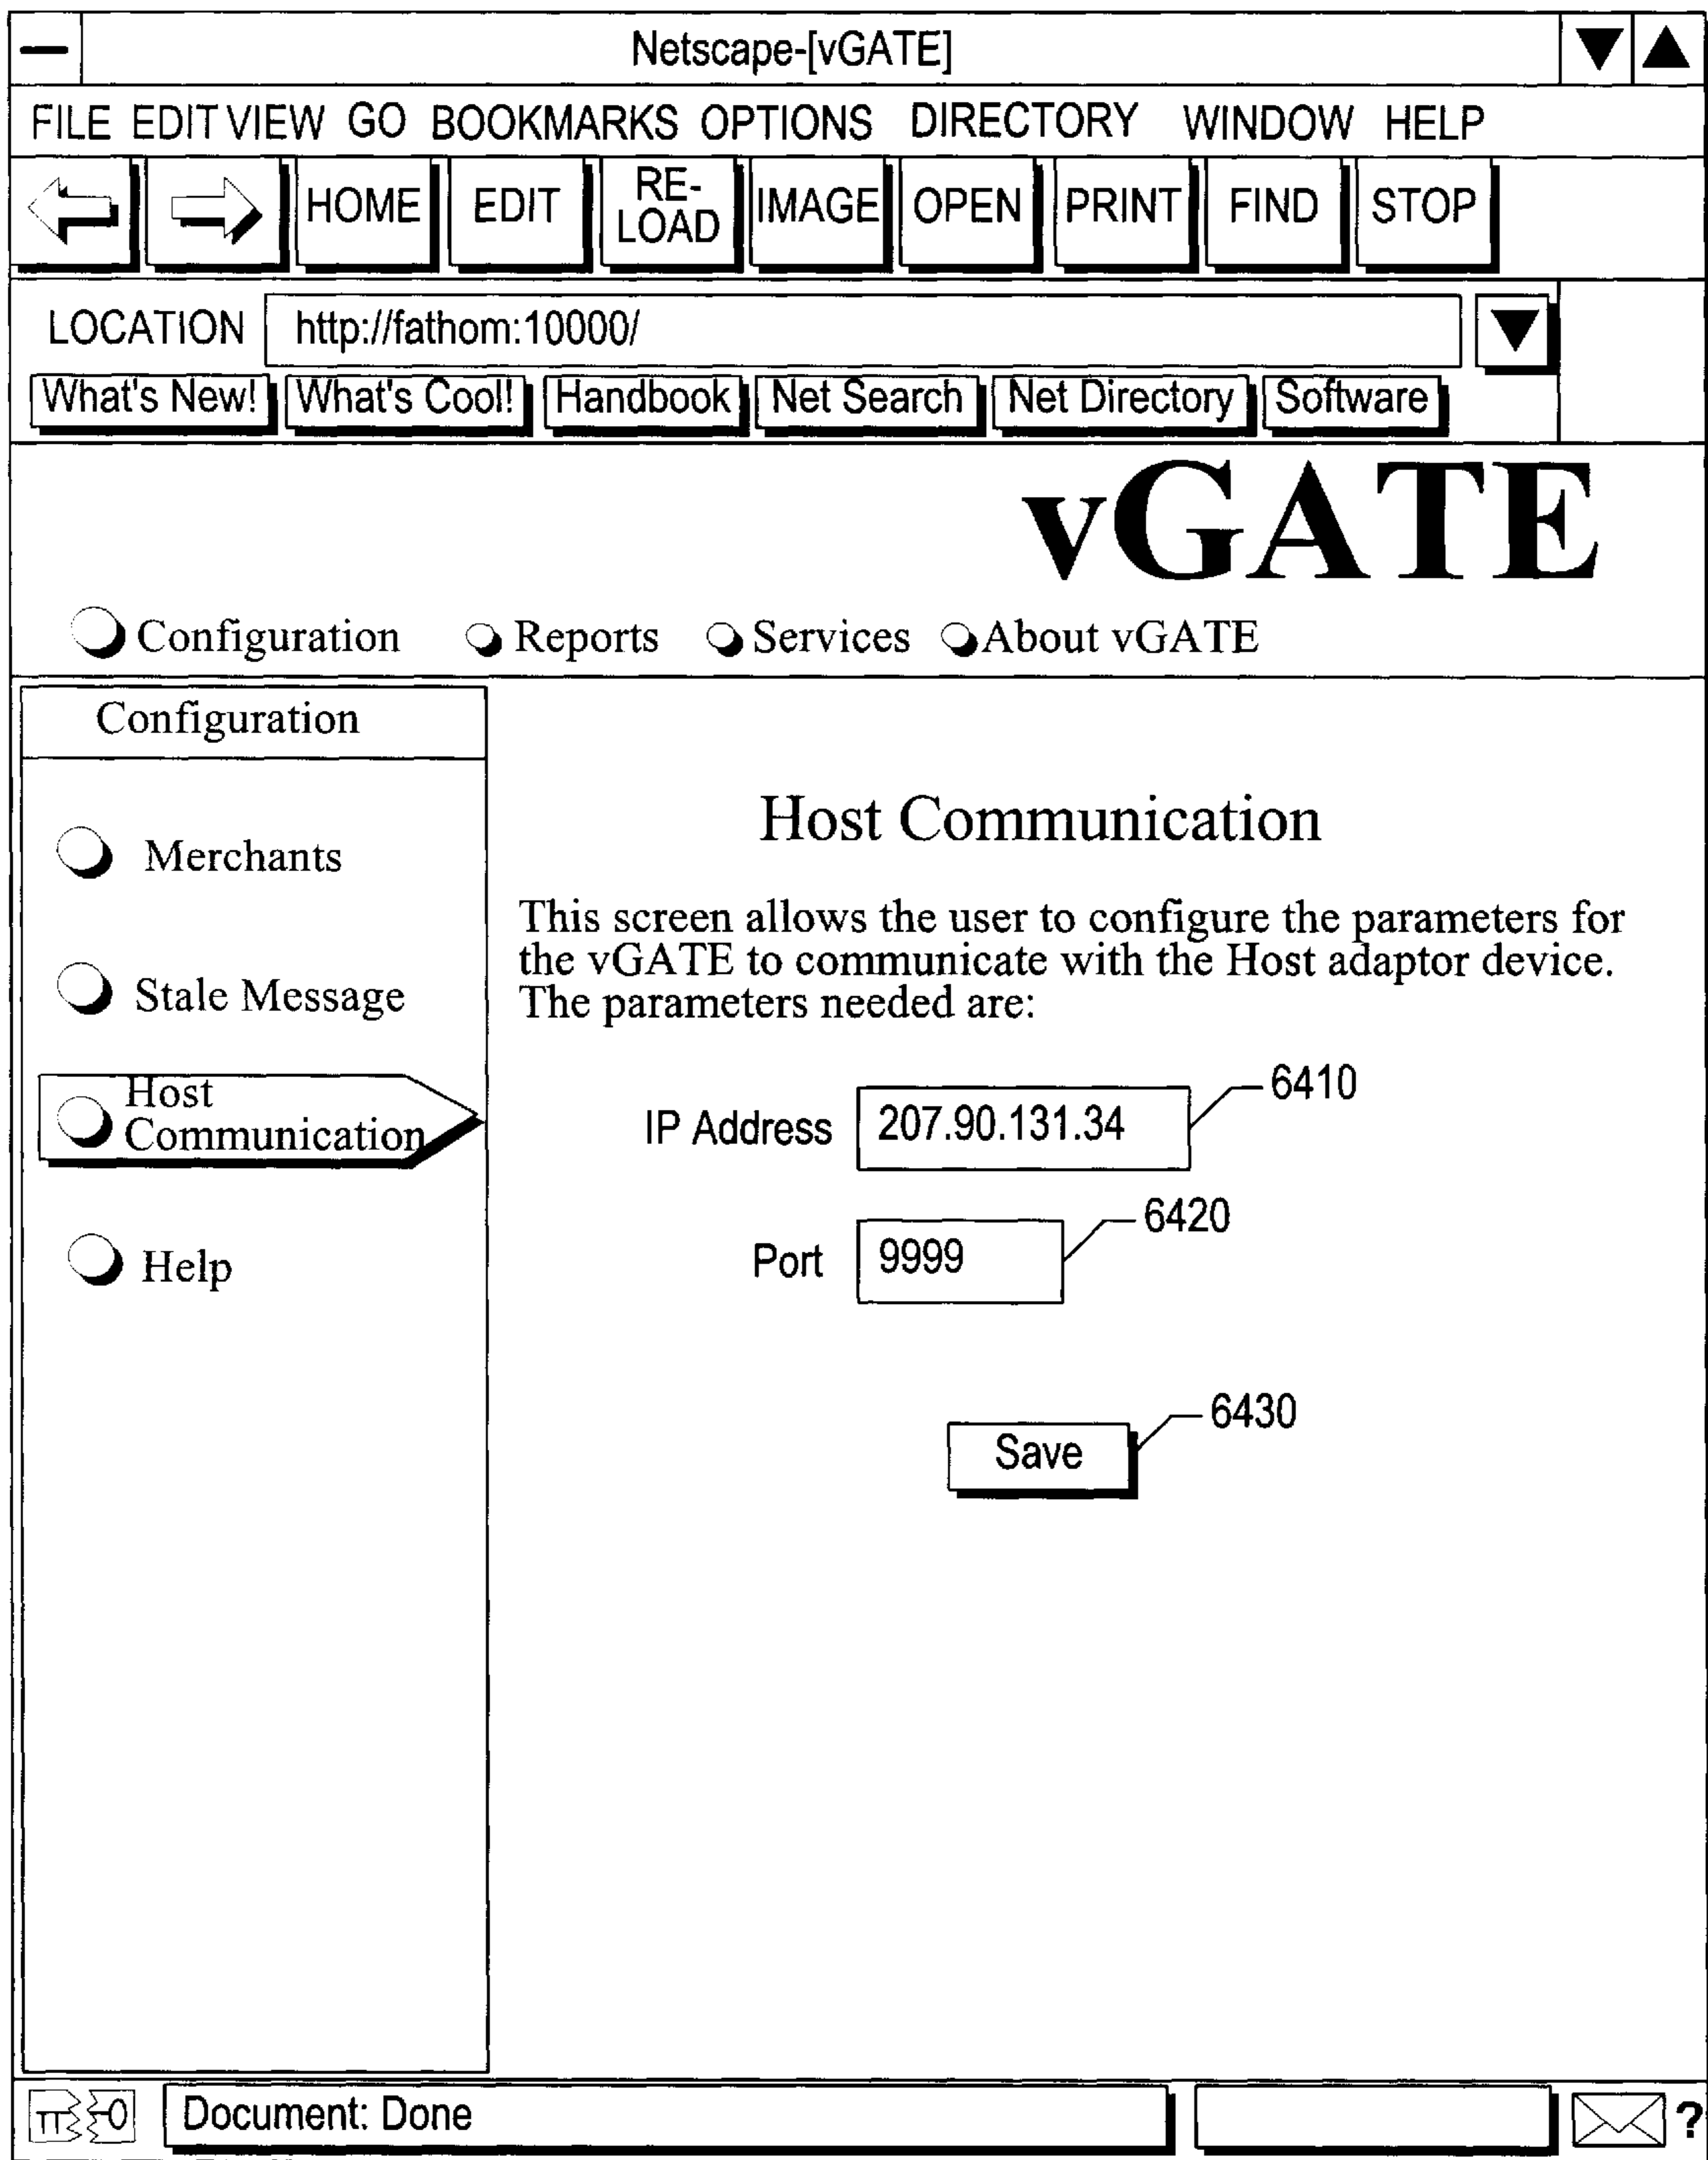 Netscape-[vGATE]
FILE EDIT VIEW GO BOOKMARKS OPTIONS DIRECTORY WINDOW HELP
HOME EDIT RE-LOAD IMAGE OPEN PRINT FIND STOP
LOCATION http://fathom:10000/
What's New! What's Cool! Handbook Net Search Net Directory Software
vGATE
Configuration Reports Services About vGATE
Configuration
Merchants
Stale Message
Host
Communication
Help
Host Communication
This screen allows the user to configure the parameters for
the vGATE to communicate with the Host adaptor device.
The parameters needed are:
IP Address 207.90.131.34 6410
Port 9999 6420
Save 6430
Document: Done
?